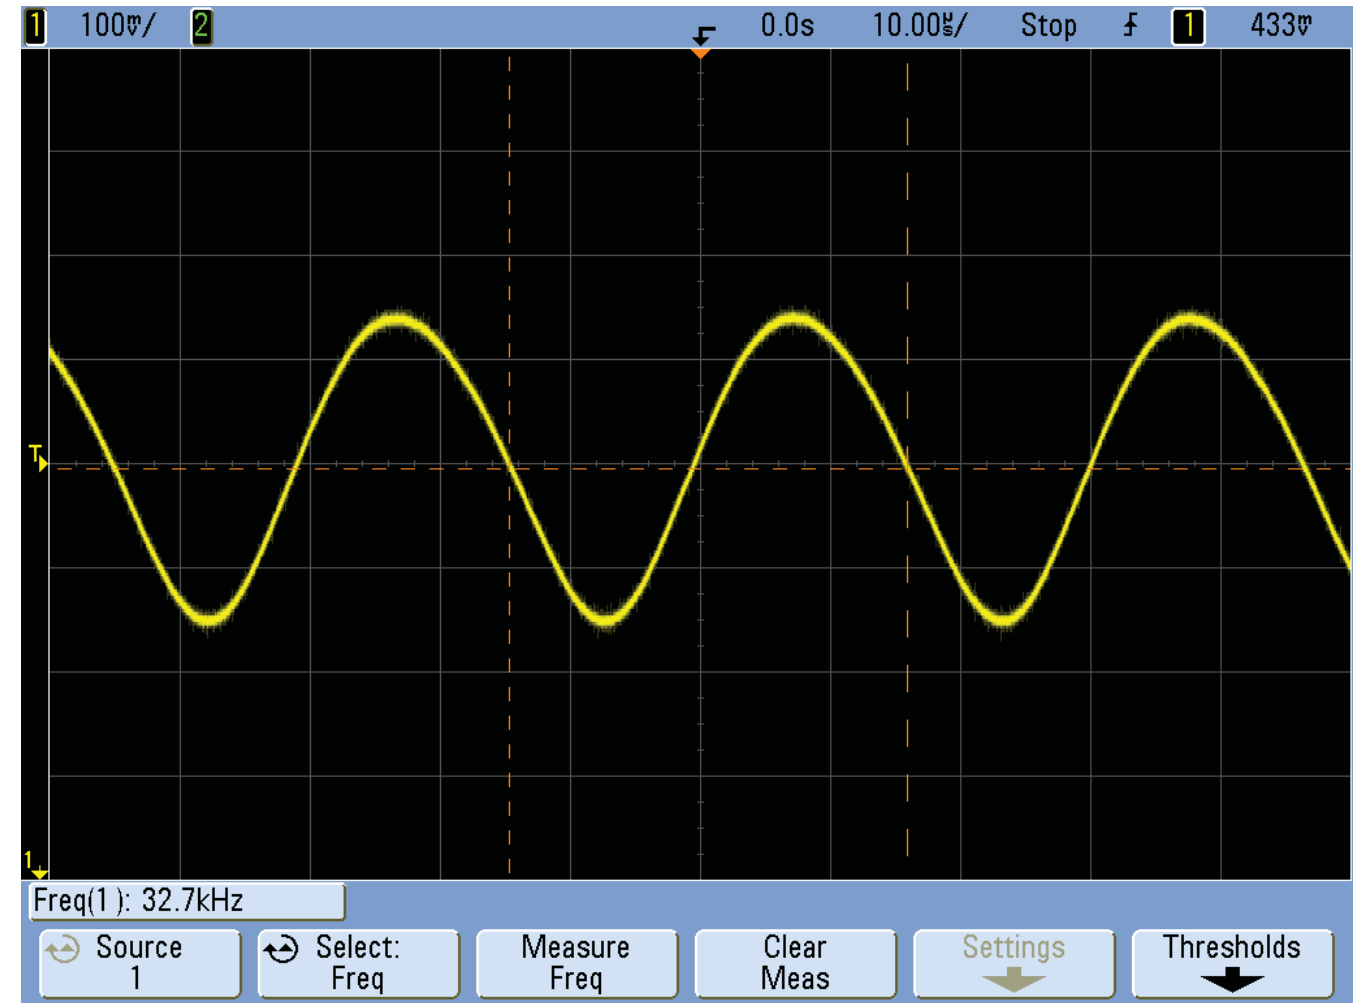 1 100mV/ 2 0.0s 10.00µs/ Stop 1 433mV
T
1
Freq(1): 32.7kHz
Source
1
Select:
Freq
Measure
Freq
Clear
Meas
Settings
Thresholds